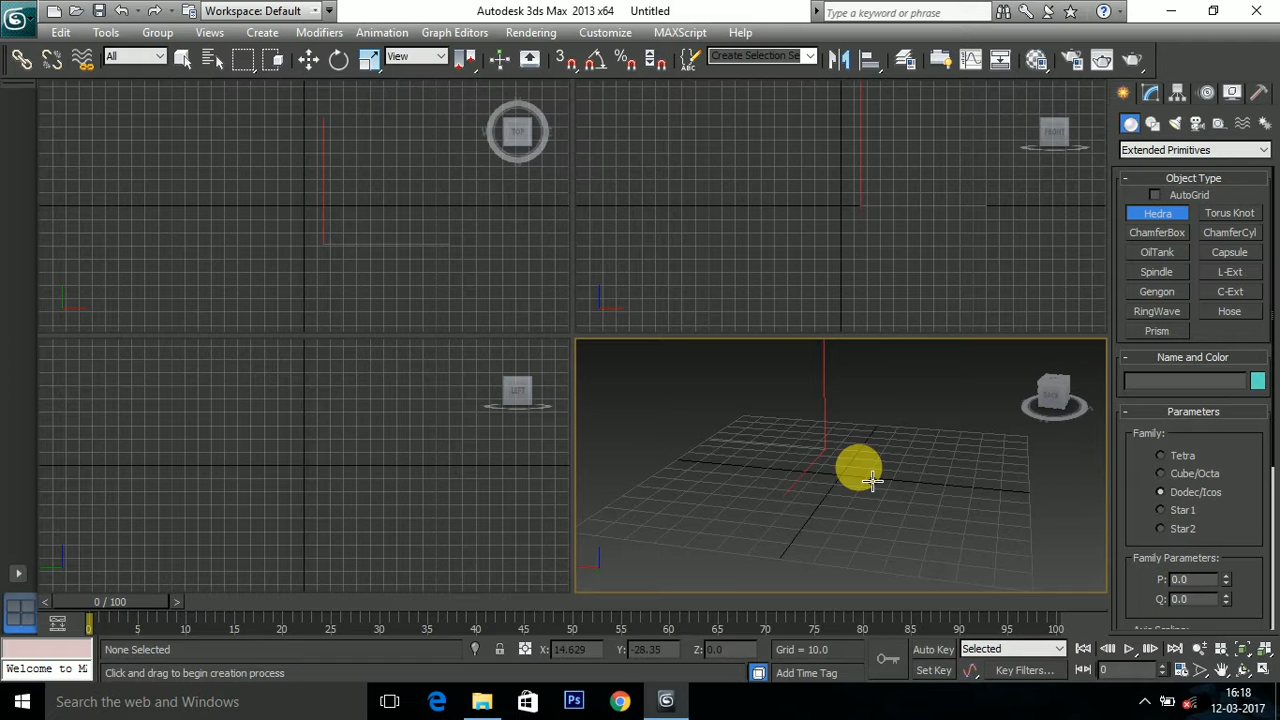 Workspace: Default
Autodesk 3ds Max 2013 x64 Untitled
Type a keyword or phrase
Edit Tools Group Views Create Modifiers Animation Graph Editors Rendering Customize MAXScript Help
All
View
3
Create Selection Se
TOP
FRONT
LEFT
BACK
Extended Primitives
Object Type
AutoGrid
Hedra Torus Knot
ChamferBox ChamferCyl
OilTank Capsule
Spindle L-Ext
Gengon C-Ext
RingWave Hose
Prism
Name and Color
Parameters
Family:
Tetra
Cube/Octa
Dodec/Icos
Star1
Star2
Family Parameters:
P: 0.0
Q: 0.0
0 / 100
0 5 10 15 20 25 30 35 40 45 50 55 60 65 70 75 80 85 90 95 100
None Selected
X: 14.629 Y: -28.35 Z: 0.0 Grid = 10.0
Auto Key Selected
Welcome to M
Click and drag to begin creation process
Add Time Tag
Set Key Key Filters...
0
Search the web and Windows
16:18
12-03-2017